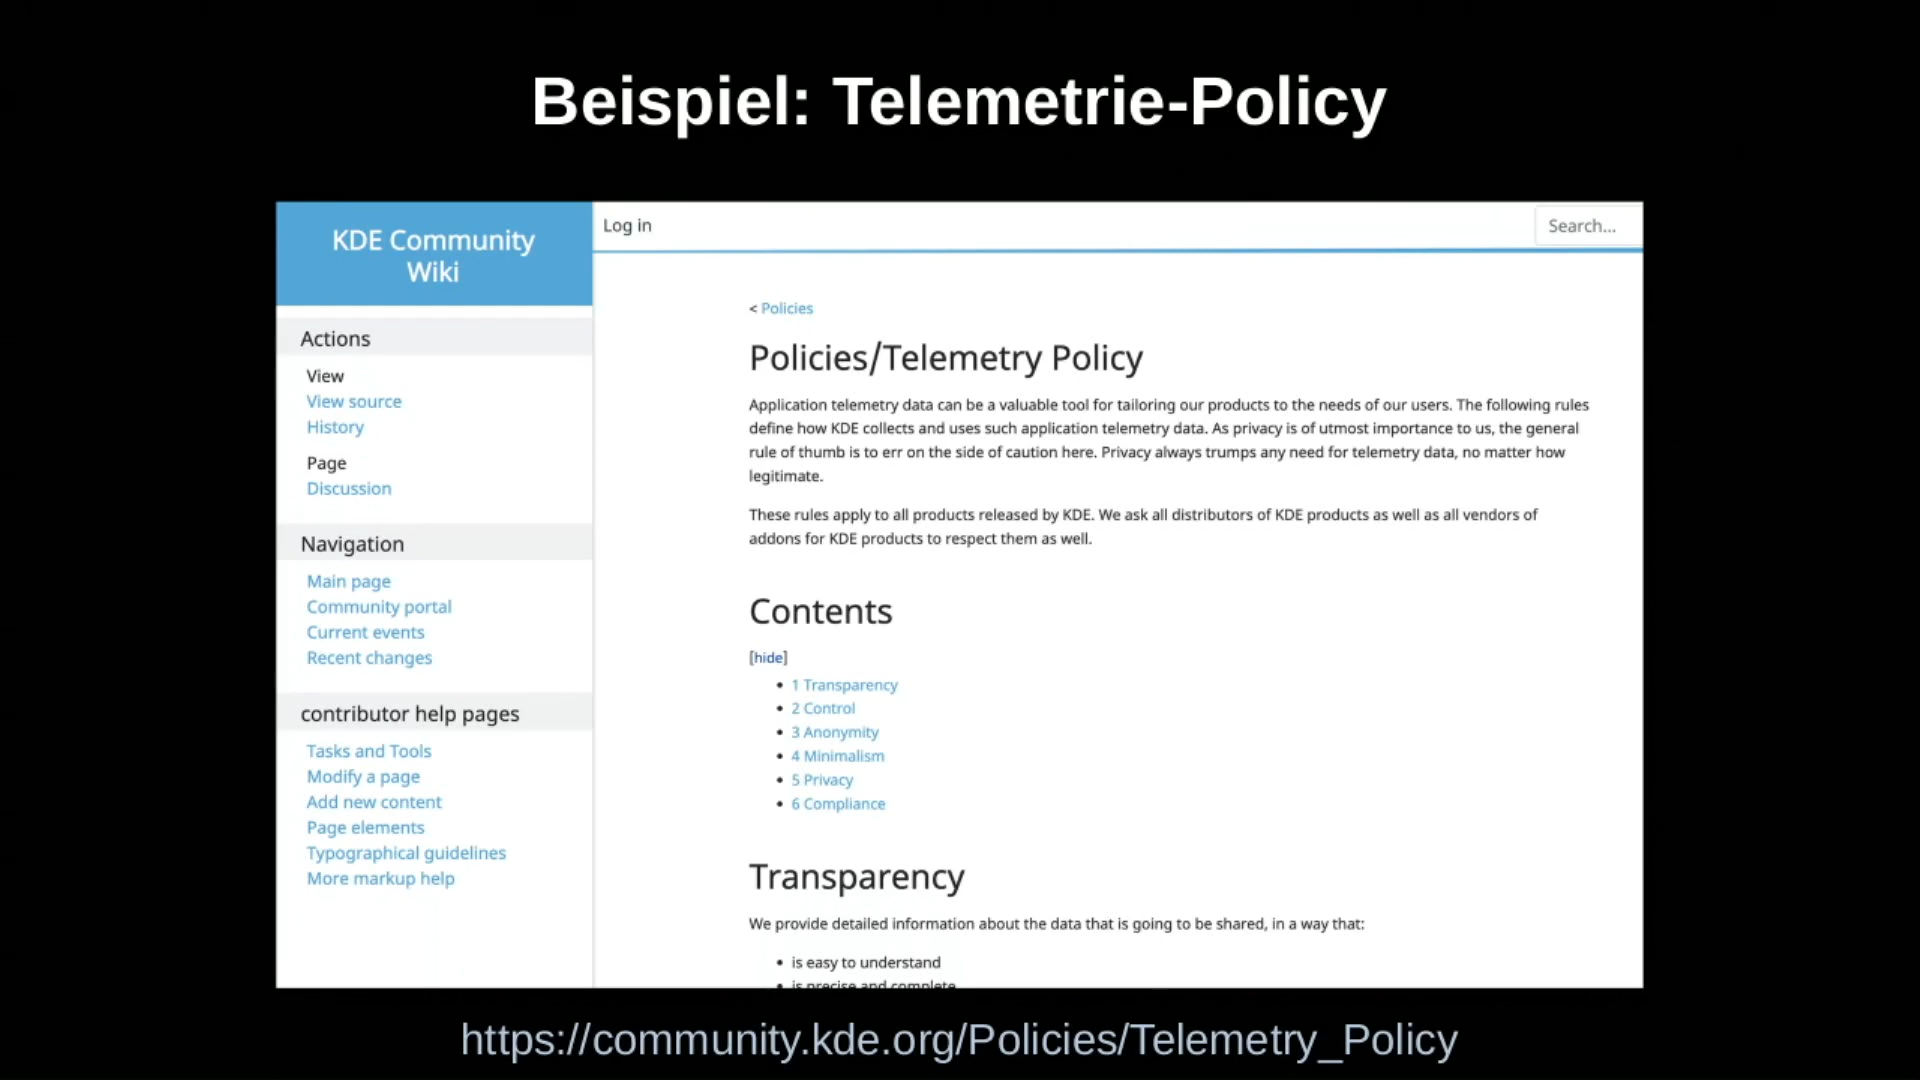 Beispiel: Telemetrie-Policy
KDE Community
Wiki
Log in
Search...
Actions
View
View source
History
Page
Discussion
Navigation
Main page
Community portal
Current events
Recent changes
contributor help pages
Tasks and Tools
Modify a page
Add new content
Page elements
Typographical guidelines
More markup help
< Policies
Policies/Telemetry Policy
Application telemetry data can be a valuable tool for tailoring our products to the needs of our users. The following rules
define how KDE collects and uses such application telemetry data. As privacy is of utmost importance to us, the general
rule of thumb is to err on the side of caution here. Privacy always trumps any need for telemetry data, no matter how
legitimate.
These rules apply to all products released by KDE. We ask all distributors of KDE products as well as all vendors of
addons for KDE products to respect them as well.
Contents
[hide]
• 1 Transparency
• 2 Control
• 3 Anonymity
• 4 Minimalism
• 5 Privacy
• 6 Compliance
Transparency
We provide detailed information about the data that is going to be shared, in a way that:
• is easy to understand
• is precise and complete
https://community.kde.org/Policies/Telemetry_Policy